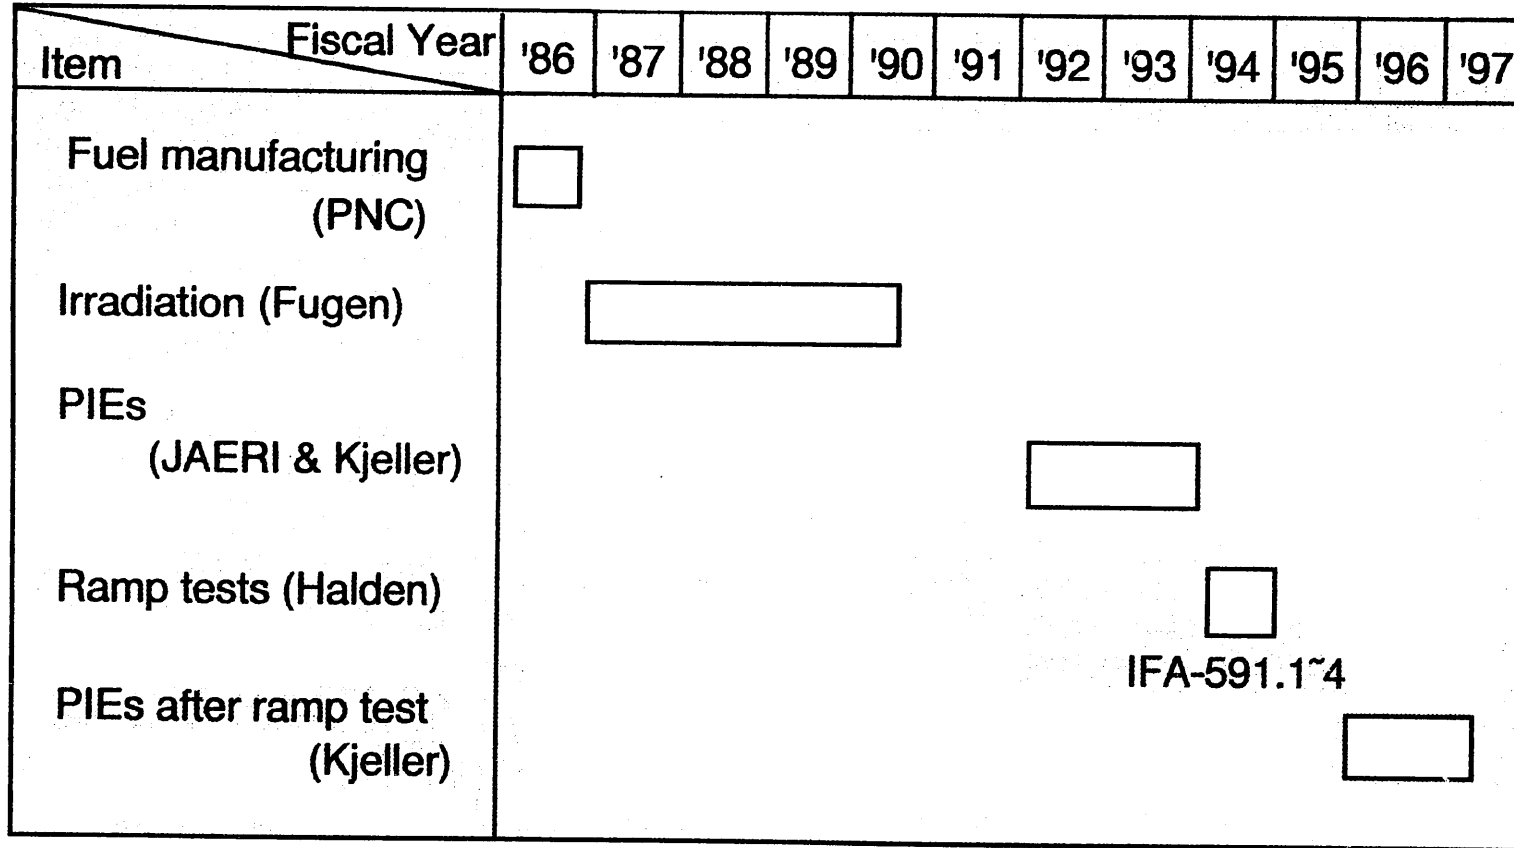 Fiscal Year
Item
'86 '87 '88 '89 '90 '91 '92 '93 '94 '95 '96 '97
Fuel manufacturing
(PNC)
Irradiation (Fugen)
PIEs
(JAERI & Kjeller)
Ramp tests (Halden)
IFA-591.1~4
PIEs after ramp test
(Kjeller)